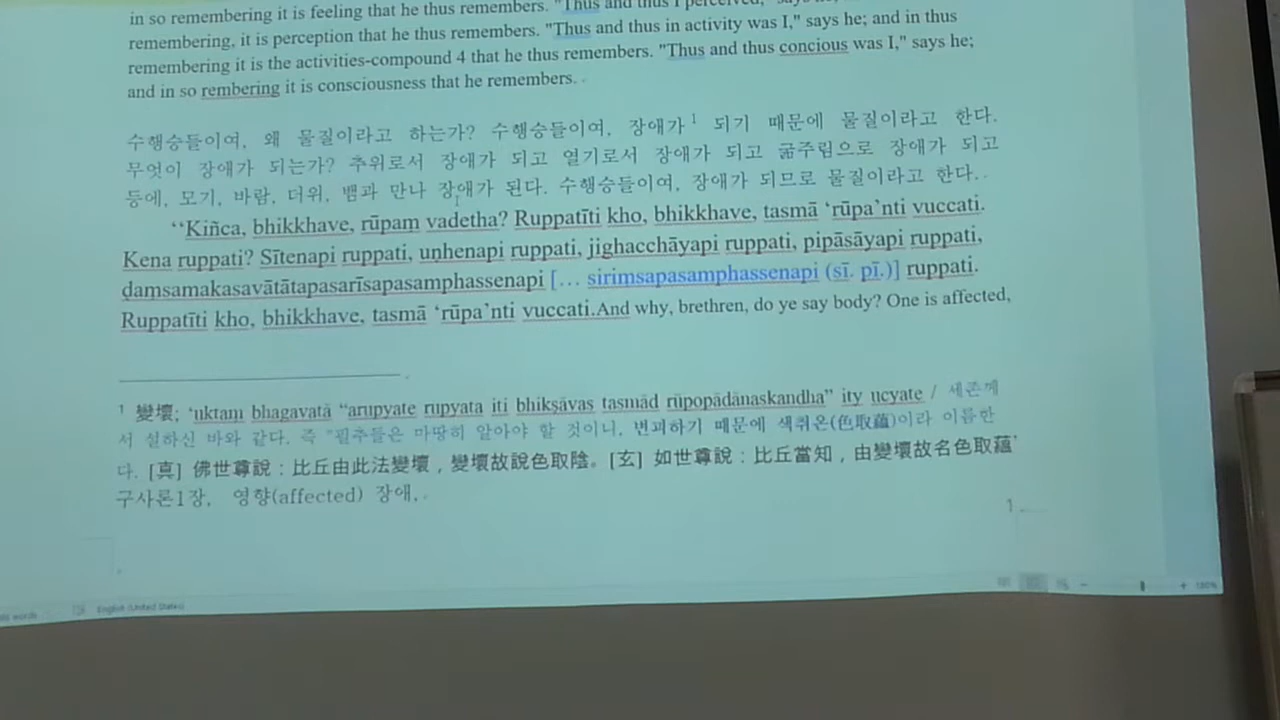 in so remembering it is feeling that he thus remembers. "Thus and thus I perceived,"
remembering, it is perception that he thus remembers. "Thus and thus in activity was I," says he; and in thus
remembering it is the activities-compound 4 that he thus remembers. "Thus and thus concious was I," says he;
and in so rembering it is consciousness that he remembers.
수행승들이여, 왜 물질이라고 하는가? 수행승들이여, 장애가1 되기 때문에 물질이라고 한다.
무엇이 장애가 되는가? 추위로서 장애가 되고 열기로서 장애가 되고 굶주림으로 장애가 되고
등에, 모기, 바람, 더위, 뱀과 만나 장애가 된다. 수행승들이여, 장애가 되므로 물질이라고 한다.
‘‘Kiñca, bhikkhave, rūpaṃ vadetha? Ruppatīti kho, bhikkhave, tasmā ‘rūpa’nti vuccati.
Kena ruppati? Sītenapi ruppati, uṇhenapi ruppati, jighacchāyapi ruppati, pipāsāyapi ruppati,
ḍaṃsamakasavātātapasarīsapasamphassenapi [… sirimsapasamphassenapi (sī. pī.)] ruppati.
Ruppatīti kho, bhikkhave, tasmā ‘rūpa’nti vuccati.And why, brethren, do ye say body? One is affected,
1 變壞; ‘uktaṃ bhagavatā “arupyate rupyata iti bhikṣāvas tasmād rūpopādānaskandha” ity ucyate / 세존께
서 설하신 바와 같다. 즉 "필추들은 마땅히 알아야 할 것이니, 변괴하기 때문에 색취온(色取蘊)이라 이름한
다. [真] 佛世尊說：比丘由此法變壞，變壞故說色取陰。[玄] 如世尊說：比丘當知，由變壞故名色取蘊’
구사론1장, 영향(affected) 장애,
1
English (United States)